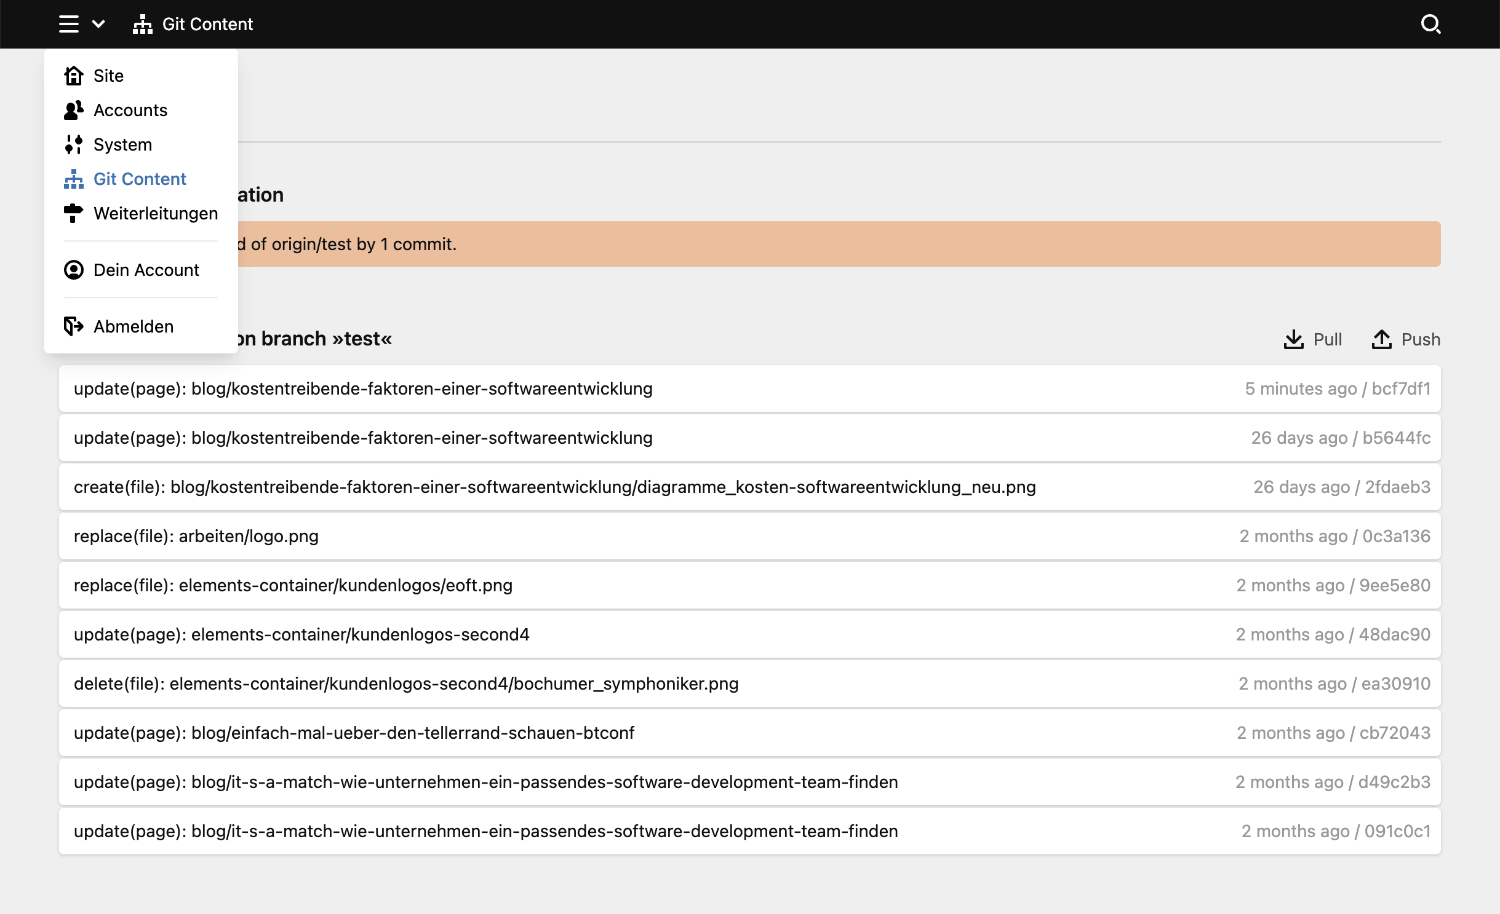 Git Content
Site
Accounts
System
Git Content
Weiterleitungen
Dein Account
Abmelden
of origin/test by 1 commit.
on branch »test«
Pull
Push
update(page): blog/kostentreibende-faktoren-einer-softwareentwicklung
5 minutes ago / bcf7df1
update(page): blog/kostentreibende-faktoren-einer-softwareentwicklung
26 days ago / b5644fc
create(file): blog/kostentreibende-faktoren-einer-softwareentwicklung/diagramme_kosten-softwareentwicklung_neu.png
26 days ago / 2fdaeb3
replace(file): arbeiten/logo.png
2 months ago / 0c3a136
replace(file): elements-container/kundenlogos/eoft.png
2 months ago / 9ee5e80
update(page): elements-container/kundenlogos-second4
2 months ago / 48dac90
delete(file): elements-container/kundenlogos-second4/bochumer_symphoniker.png
2 months ago / ea30910
update(page): blog/einfach-mal-ueber-den-tellerrand-schauen-btconf
2 months ago / cb72043
update(page): blog/it-s-a-match-wie-unternehmen-ein-passendes-software-development-team-finden
2 months ago / d49c2b3
update(page): blog/it-s-a-match-wie-unternehmen-ein-passendes-software-development-team-finden
2 months ago / 091c0c1